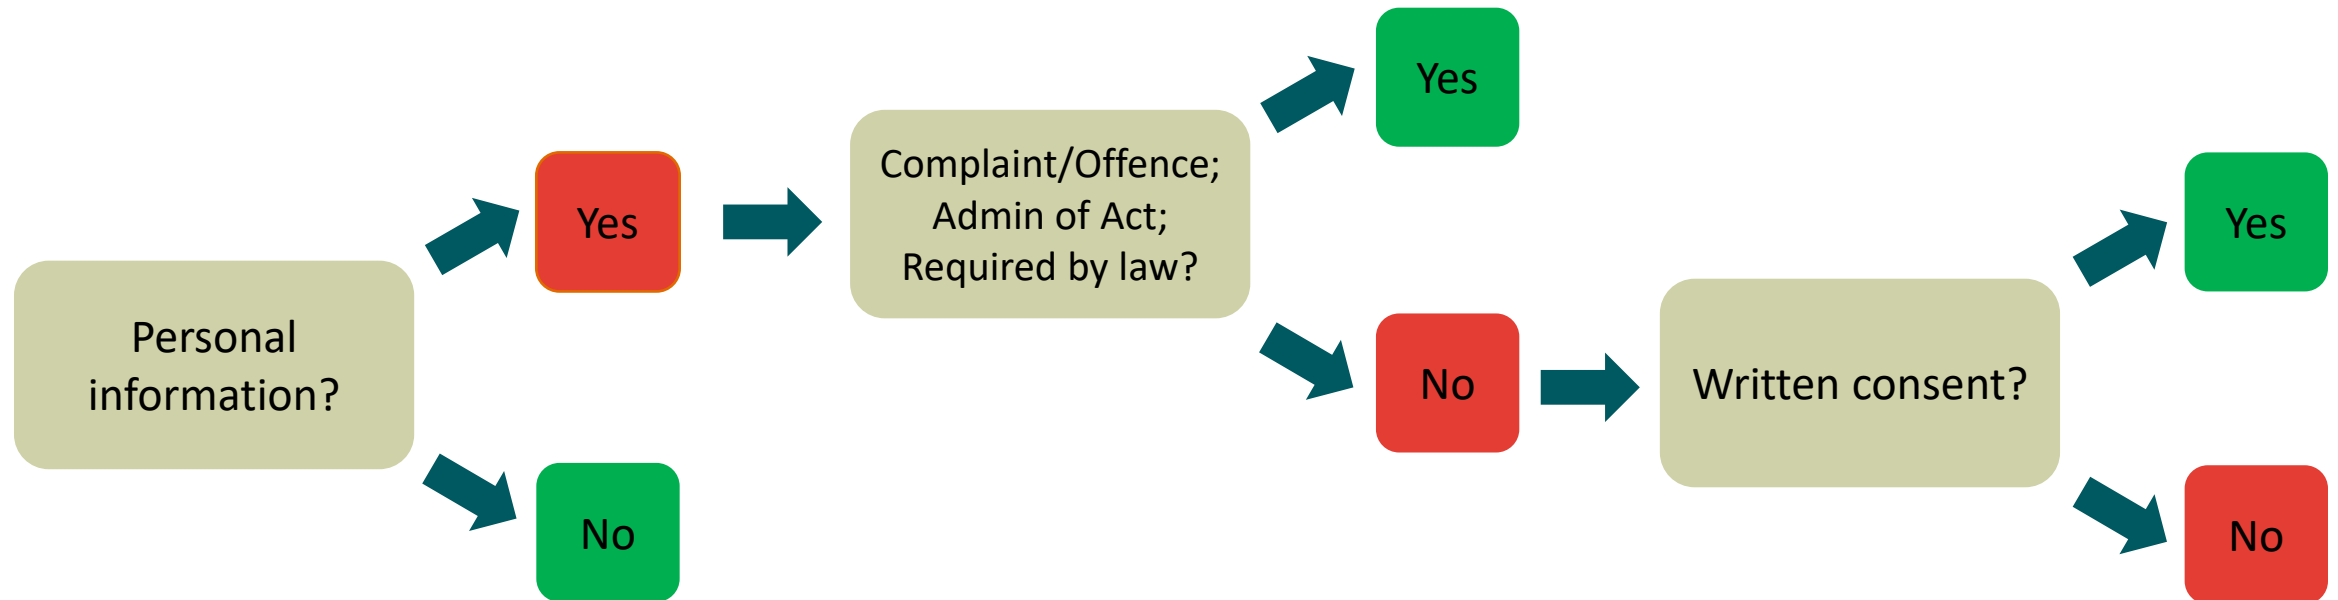 Personal
information?
Yes
No
Complaint/Offence;
Admin of Act;
Required by law?
Yes
No
Written consent?
Yes
No